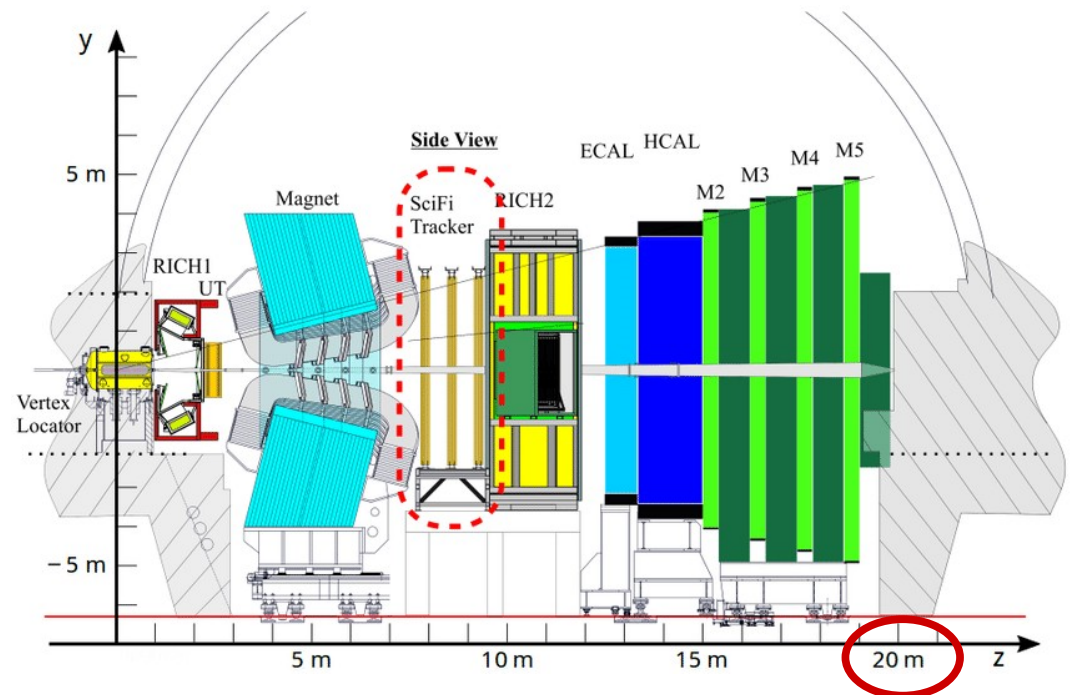 y
Side View
5 m
ECAL
HCAL
M2
M3
M4
M5
Magnet
SciFi
Tracker
RICH2
RICH1
UT
Vertex
Locator
−5 m
5 m
10 m
15 m
20 m
z